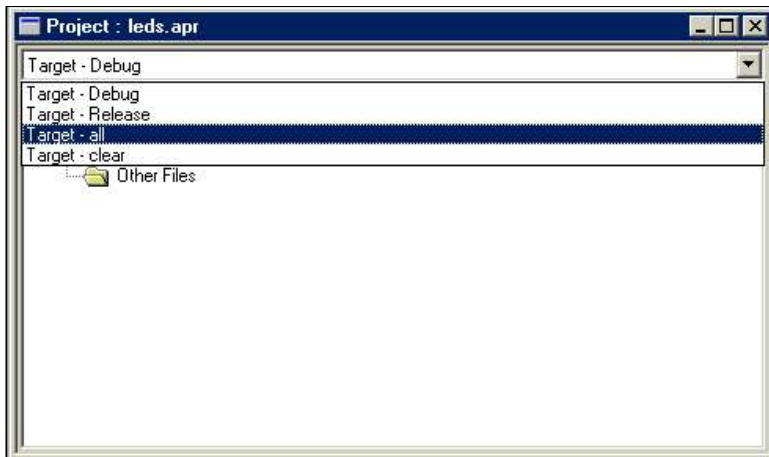 Project : leds.apr
Target - Debug
Target - Debug
Target - Release
Target - all
Target - clear
Other Files